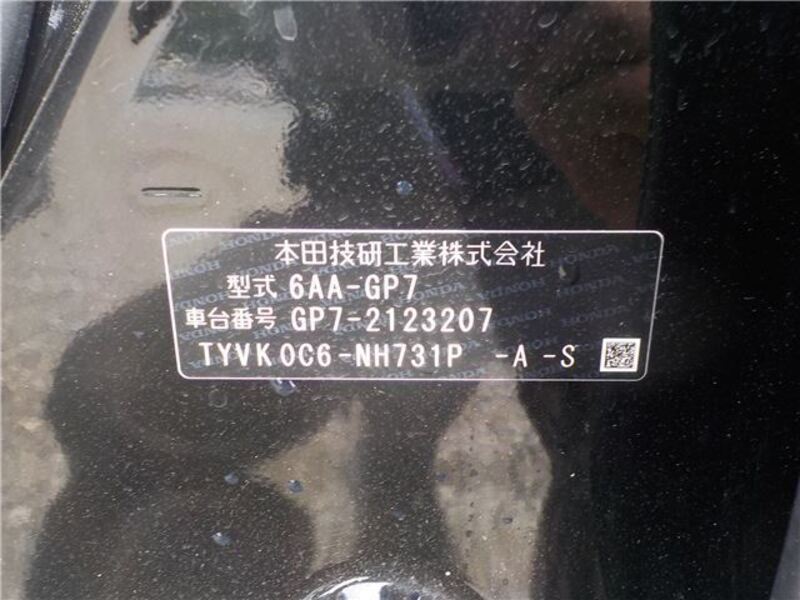 本田技研工業株式会社
型式 6AA-GP7
車台番号 GP7-2123207
TYVK0C6-NH731P -A -S